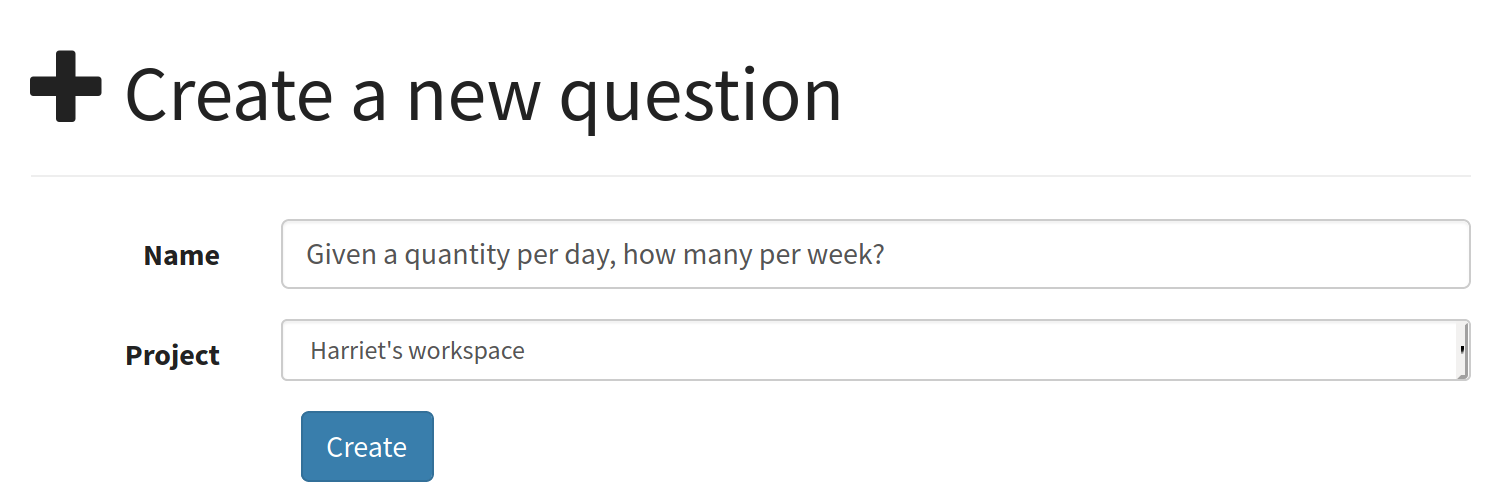 Create a new question
Name
Given a quantity per day, how many per week?
Project
Harriet's workspace
Create